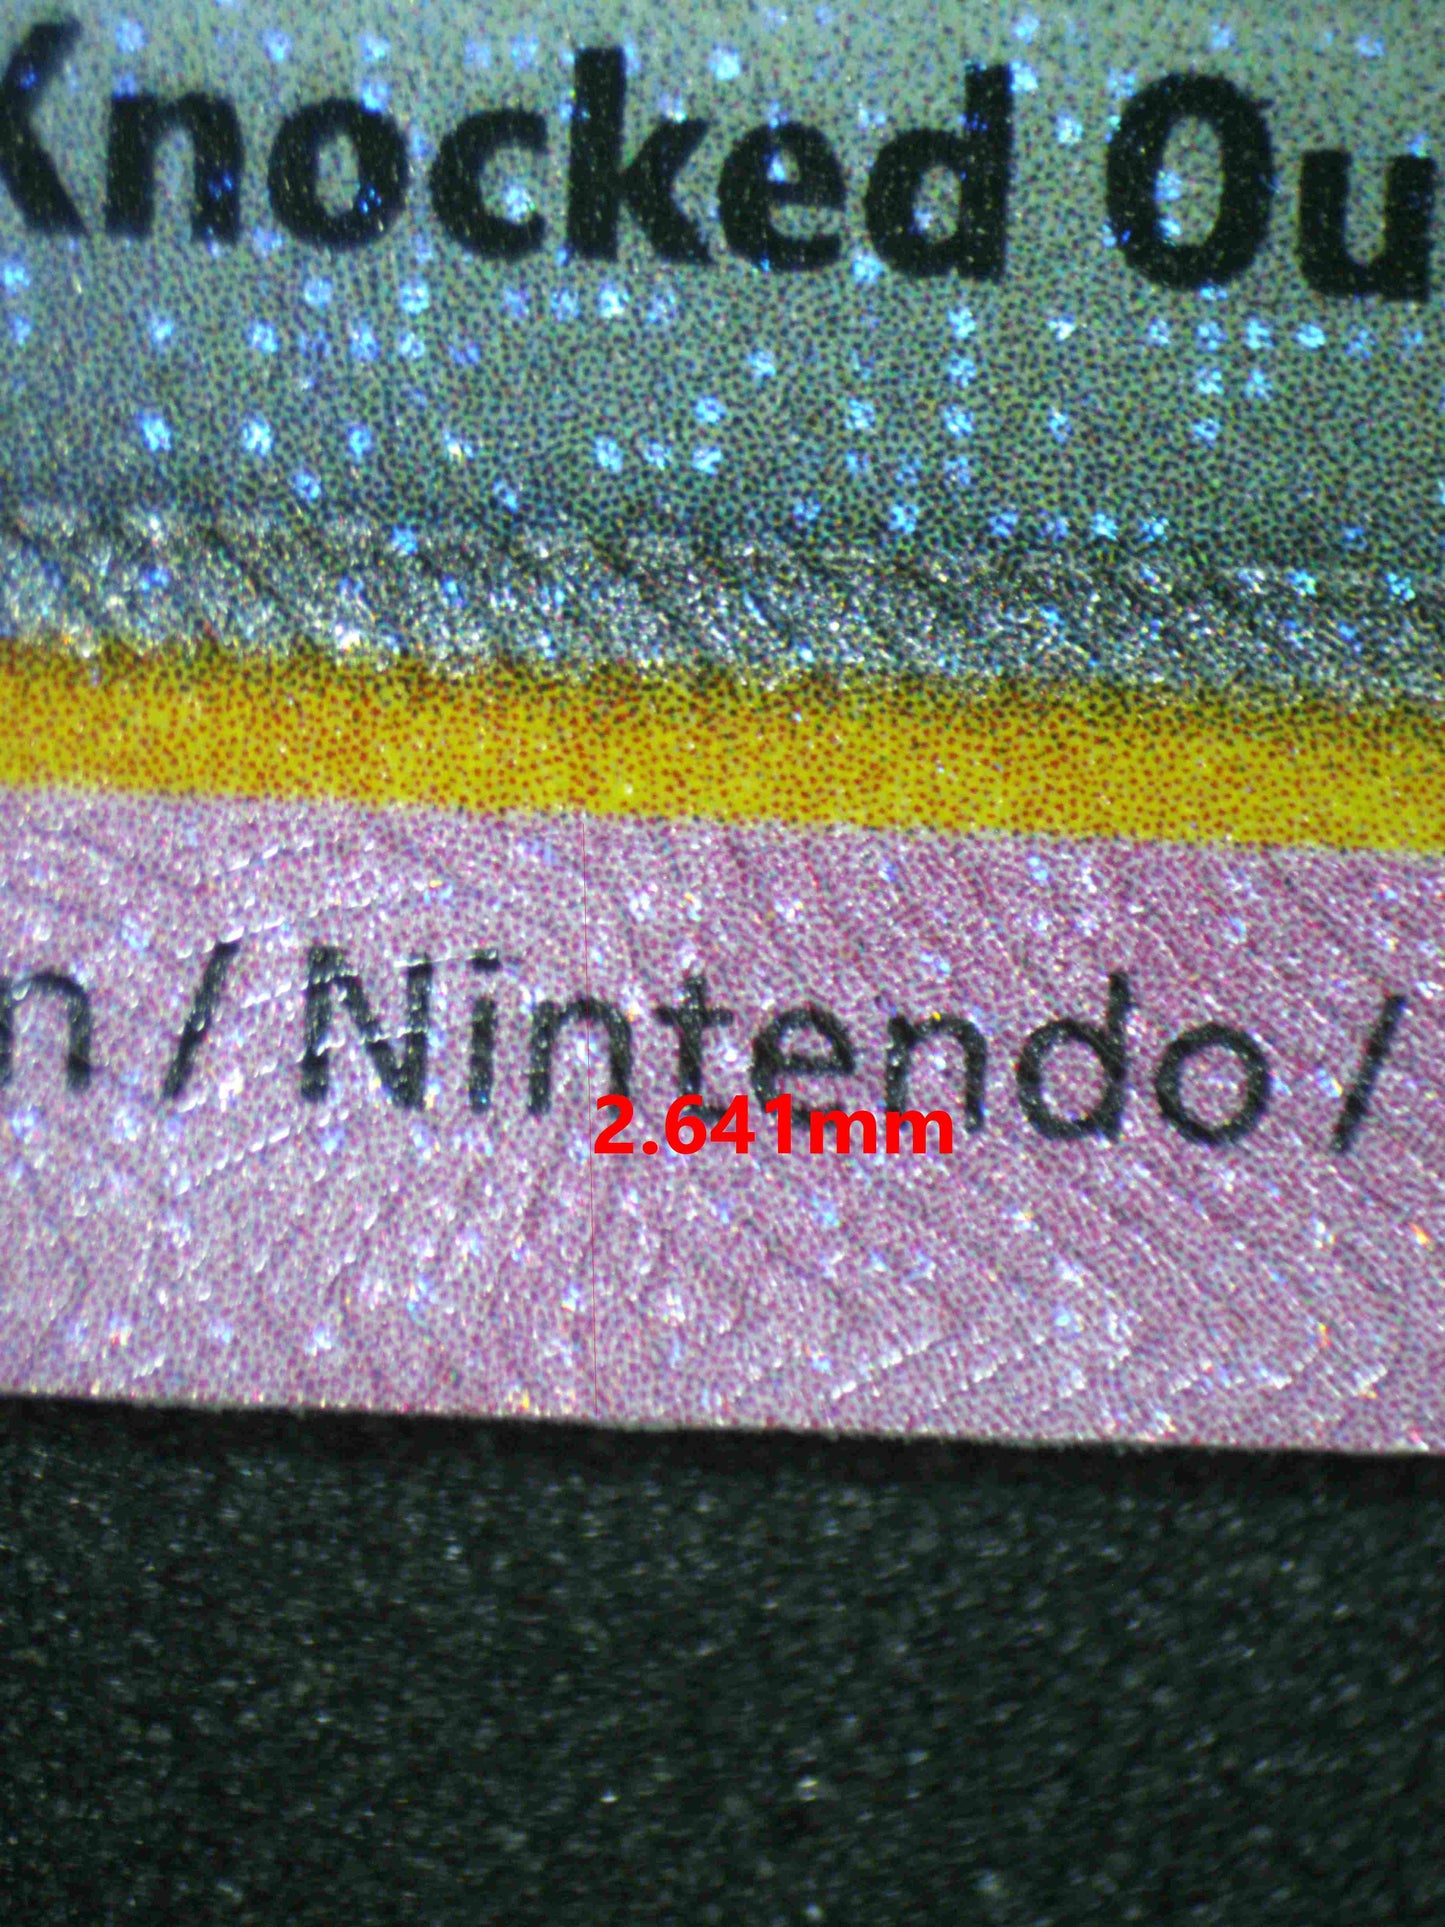 Knocked Ou
n / Nintendo /
2.641mm